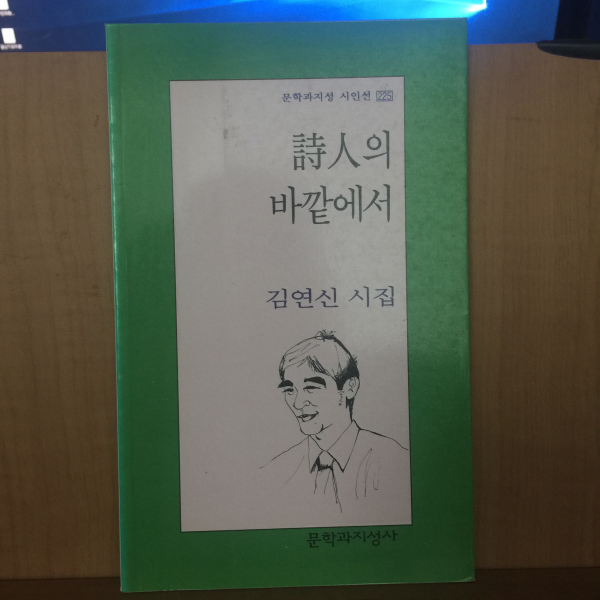 문학과지성 시인선 225
詩人의
바깥에서
김연신 시집
문학과지성사